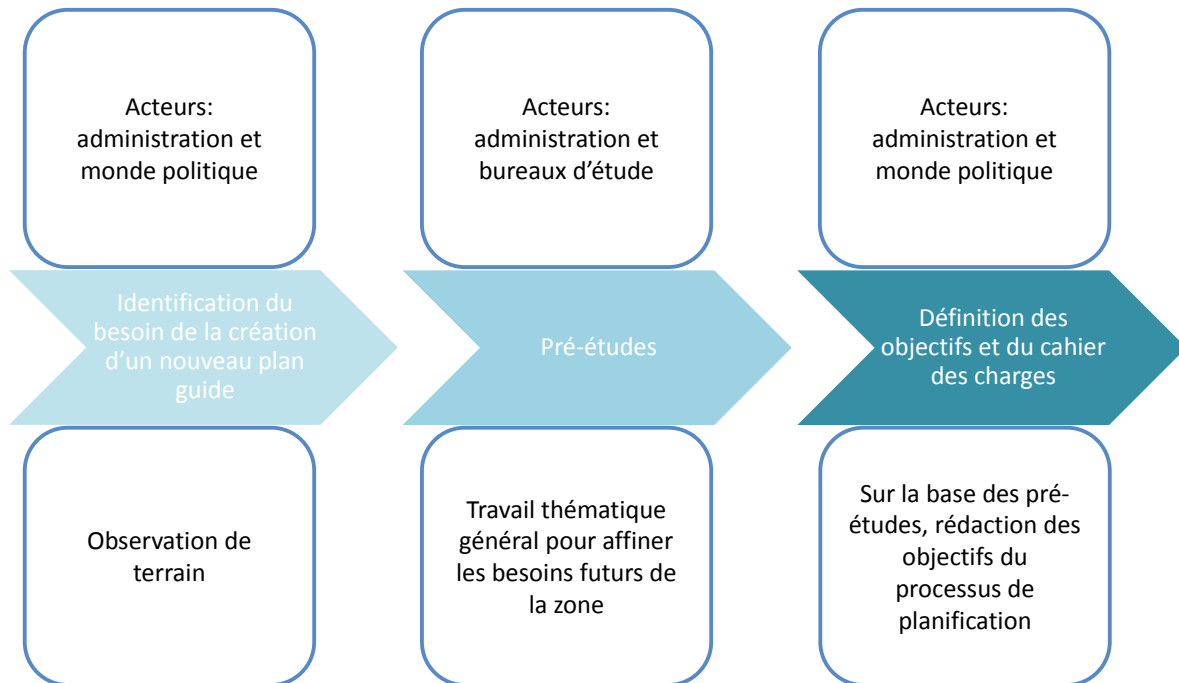 Acteurs:
administration et
monde politique
Acteurs:
administration et
bureaux d’étude
Acteurs:
administration et
monde politique
Identification du
besoin de la création
d’un nouveau plan
guide
Pré-études
Définition des
objectifs et du cahier
des charges
Observation de
terrain
Travail thématique
général pour affiner
les besoins futurs de
la zone
Sur la base des pré-
études, rédaction des
objectifs du
processus de
planification